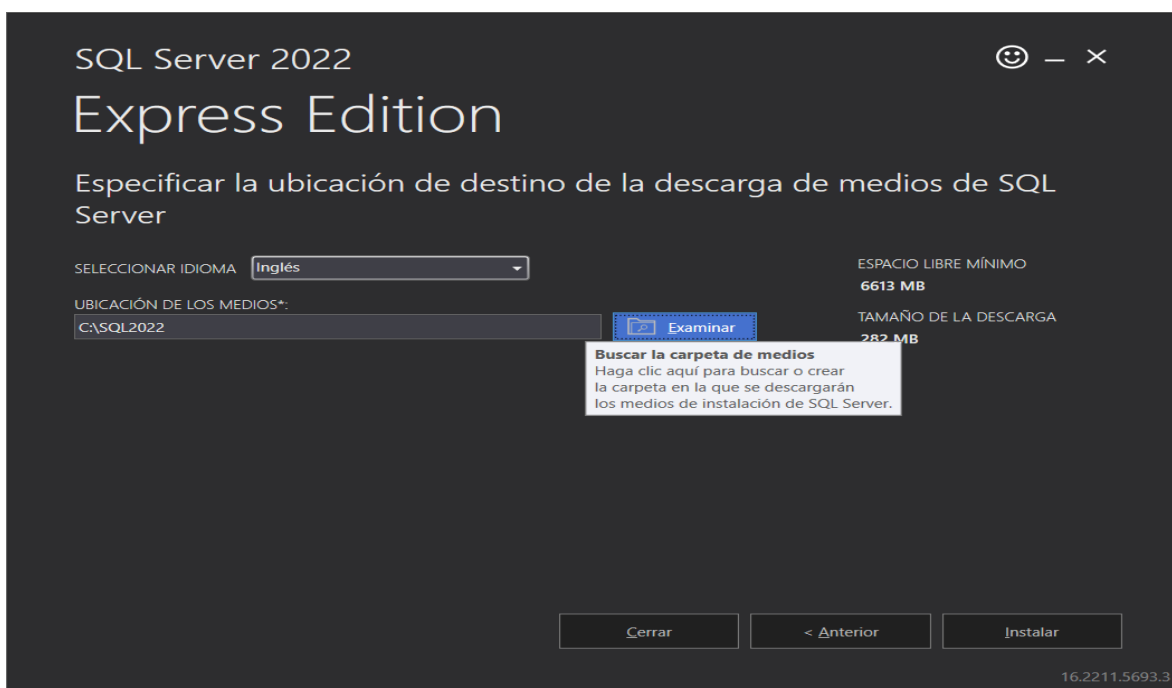 SQL Server 2022
Express Edition
Especificar la ubicación de destino de la descarga de medios de SQL
Server
SELECCIONAR IDIOMA Inglés
ESPACIO LIBRE MÍNIMO
6613 MB
UBICACIÓN DE LOS MEDIOS*:
C:\SQL2022
Examinar
TAMAÑO DE LA DESCARGA
282 MB
Buscar la carpeta de medios
Haga clic aquí para buscar o crear
la carpeta en la que se descargarán
los medios de instalación de SQL Server.
Cerrar
< Anterior
Instalar
16.2211.5693.3